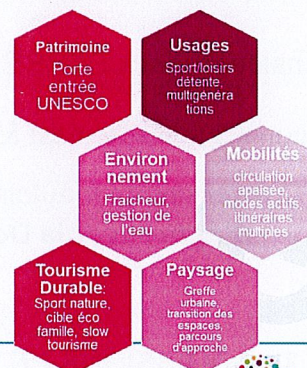 Patrimoine
Porte
entrée
UNESCO
Usages
Sport/loisirs
détente,
multigénéra
tions
Environ
nement
Fraicheur,
gestion de
l'eau
Mobilités
circulation
apaisée,
modes actifs,
itinéraires
multiples
Tourisme
Durable:
Sport nature,
cible éco
famille, slow
tourisme
Paysage
Greffe
urbaine,
transition des
espaces,
parcours
d'approche